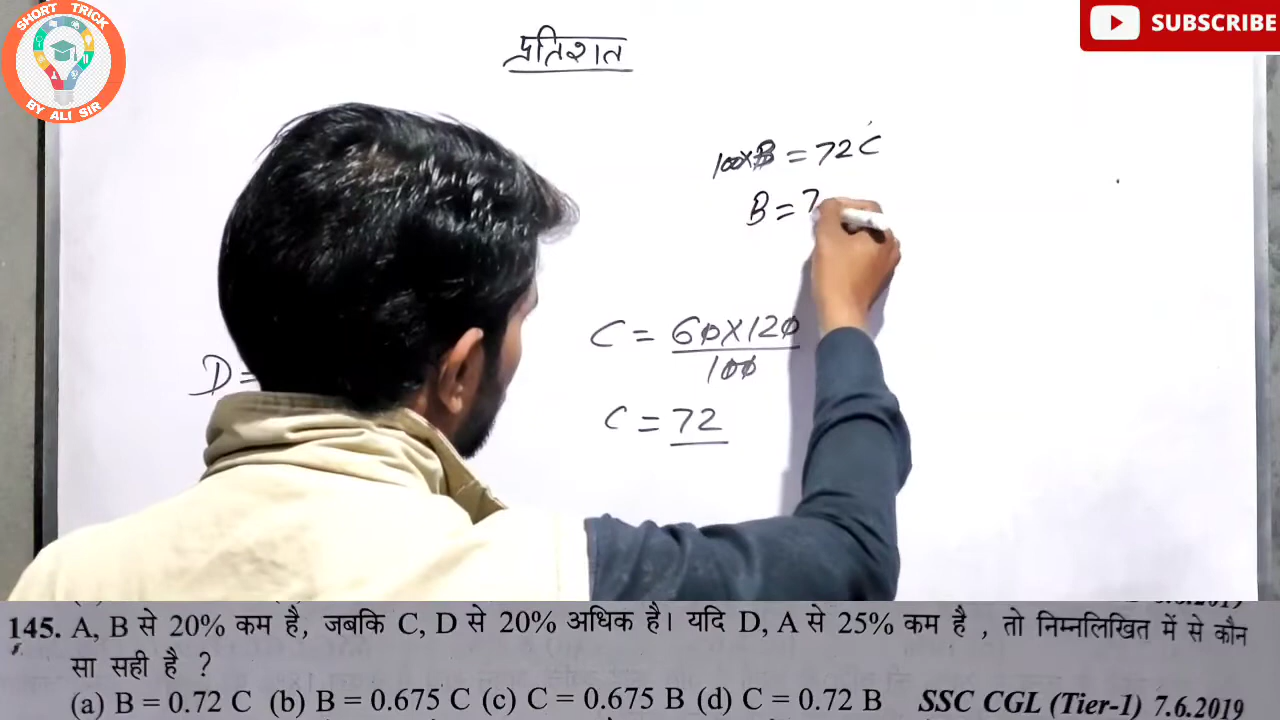 SHORT TRICK
BY ALI SIR
SUBSCRIBE
प्रतिशत
100×B = 72C
B = 7
C = 60×120
100
C = 72
D =
145. A, B से 20% कम है, जबकि C, D से 20% अधिक है। यदि D, A से 25% कम है , तो निम्नलिखित में से कौन
सा सही है ?
(a) B = 0.72 C (b) B = 0.675 C (c) C = 0.675 B (d) C = 0.72 B SSC CGL (Tier-1) 7.6.2019